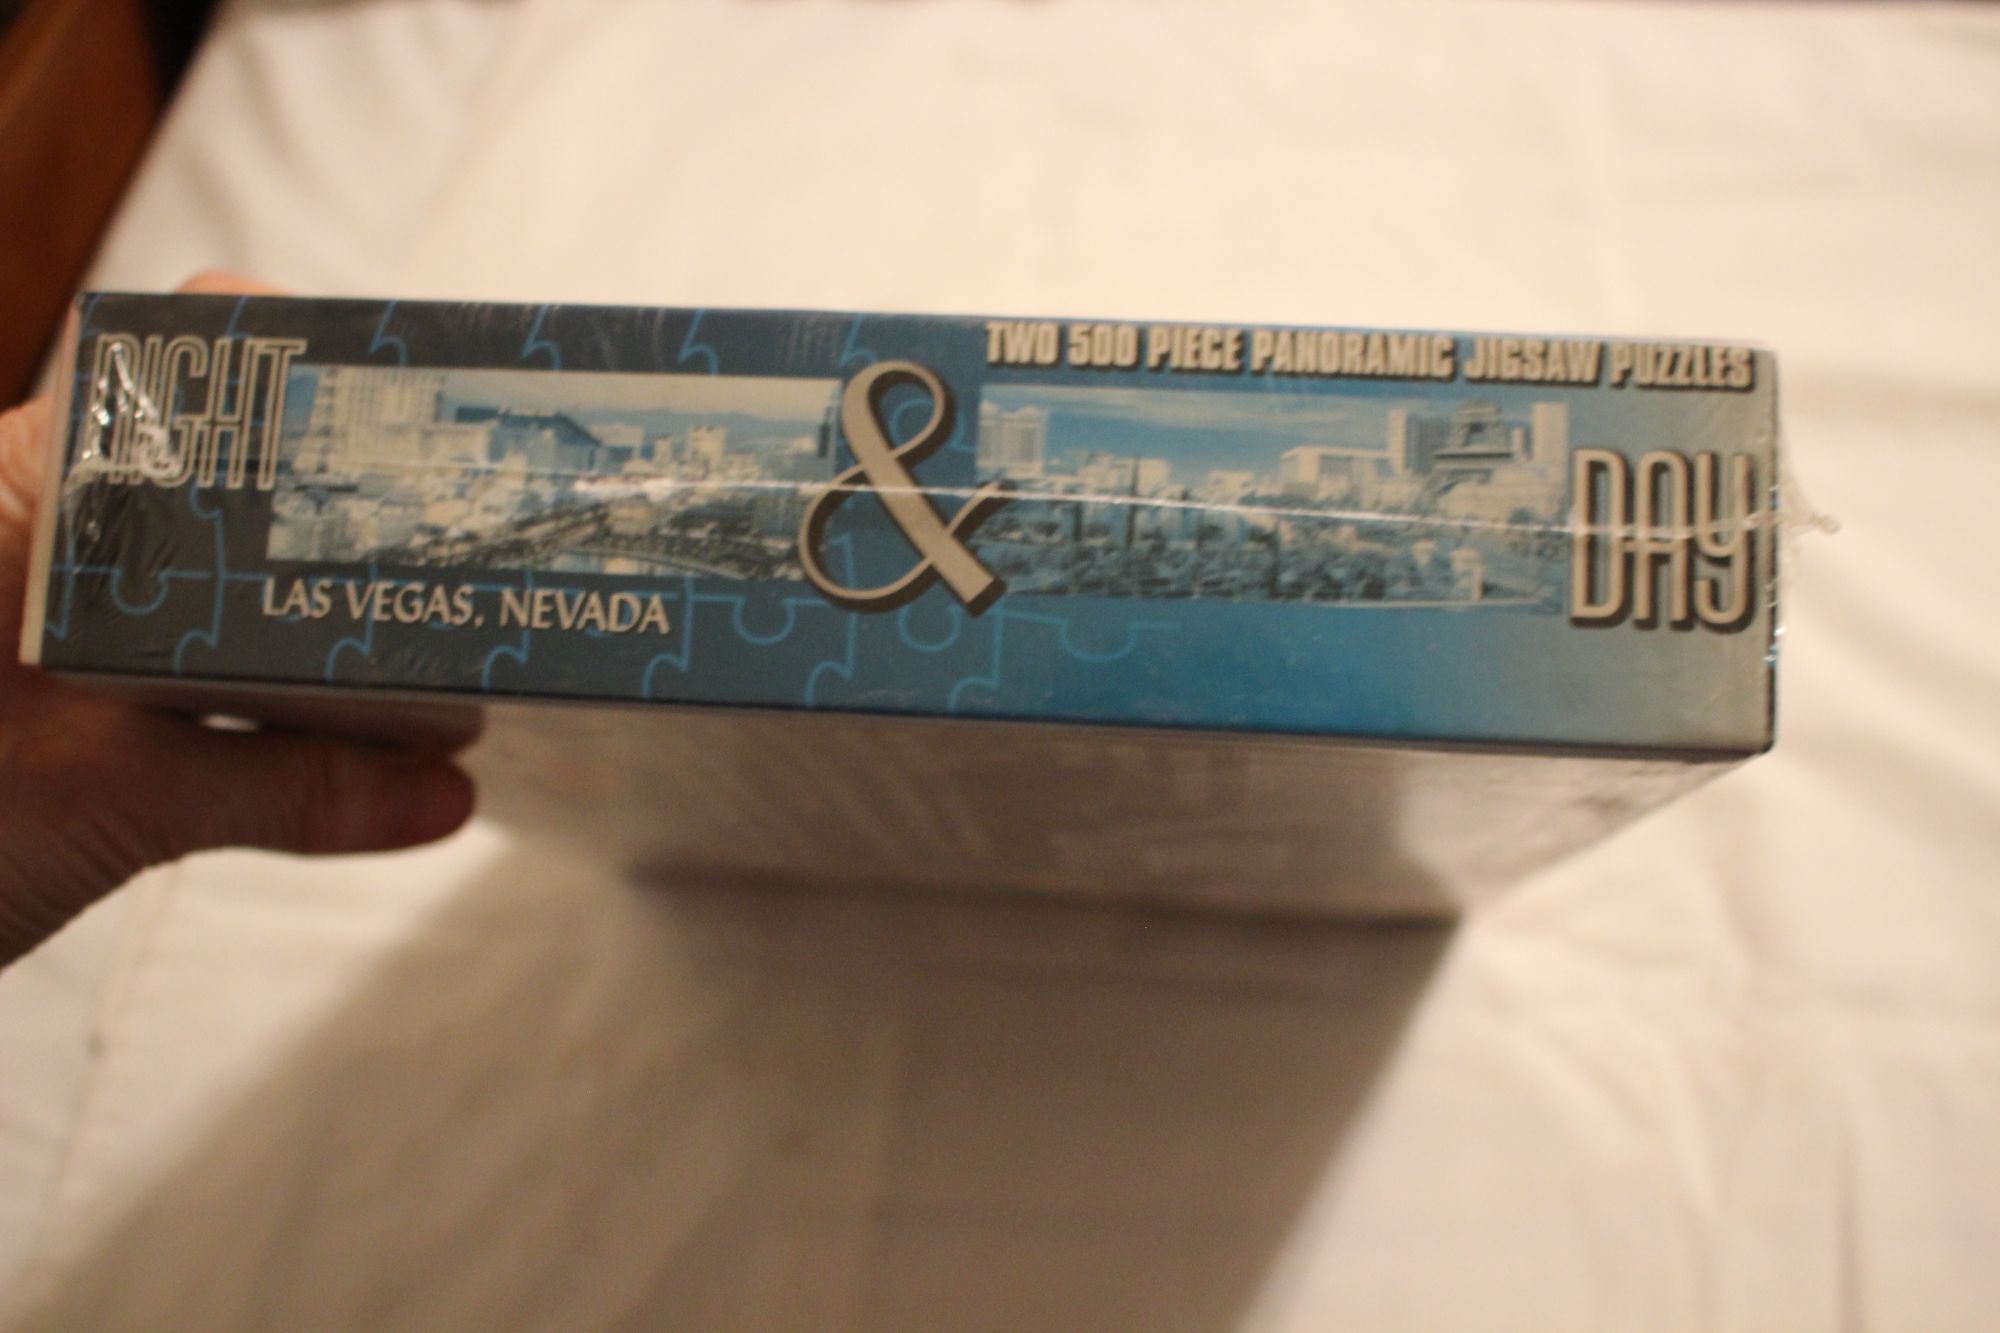 NIGHT
&
TWO 500 PIECE PANORAMIC JIGSAW PUZZLES
DAY
LAS VEGAS, NEVADA